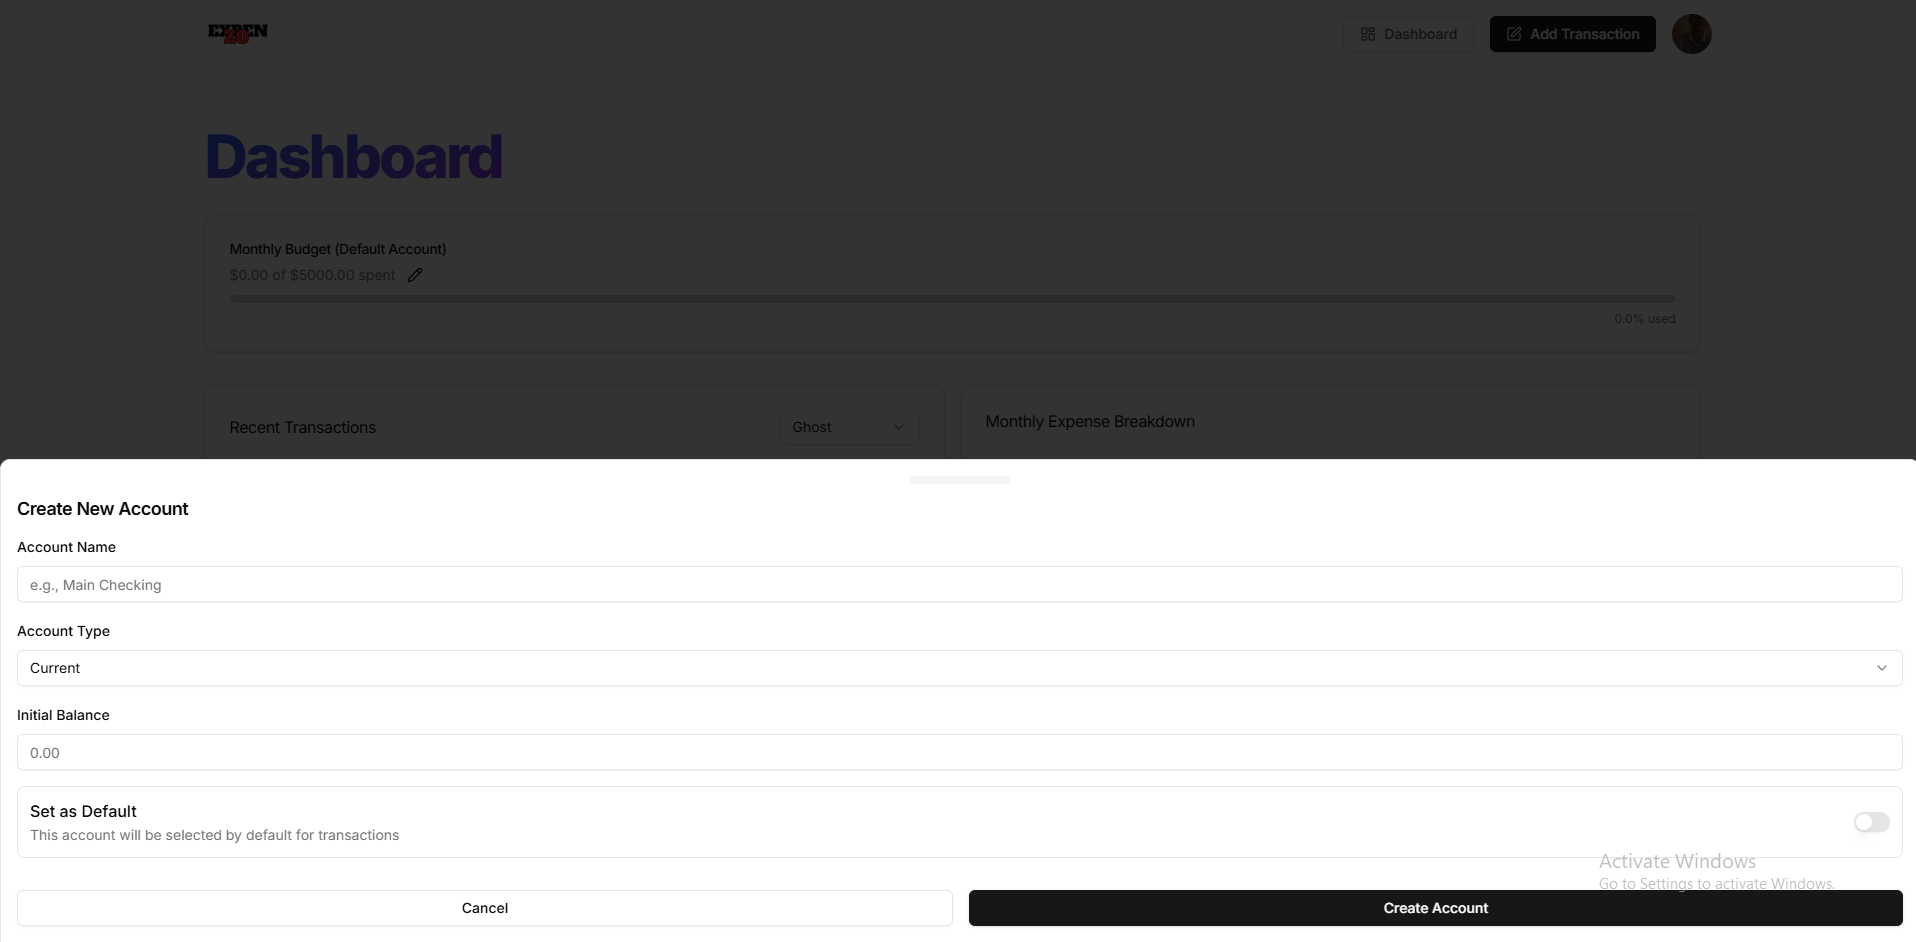 EXPEN
ZO
Dashboard
Add Transaction
Dashboard
Monthly Budget (Default Account)
$0.00 of $5000.00 spent
0.0% used
Recent Transactions
Ghost
Monthly Expense Breakdown
Create New Account
Account Name
e.g., Main Checking
Account Type
Current
Initial Balance
0.00
Set as Default
This account will be selected by default for transactions
Activate Windows
Go to Settings to activate Windows.
Cancel
Create Account